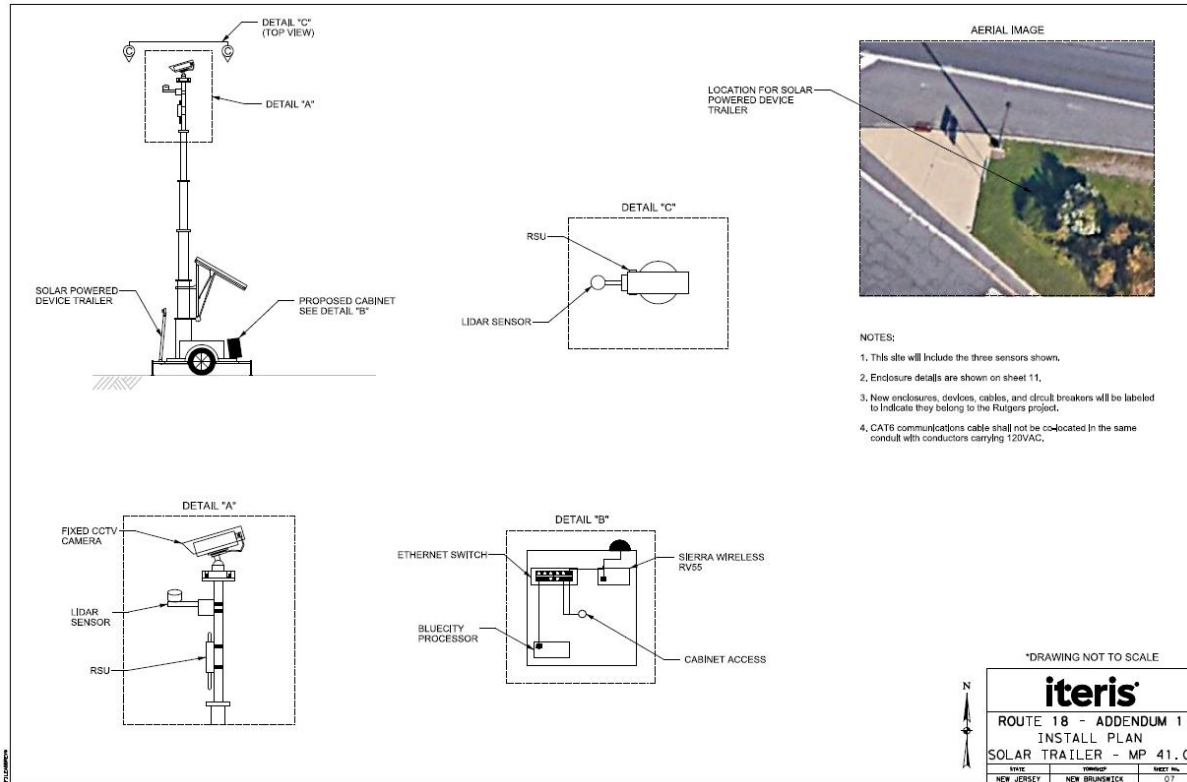 DETAIL "C"
(TOP VIEW)
C
C
DETAIL "A"
SOLAR POWERED
DEVICE TRAILER
PROPOSED CABINET
SEE DETAIL "B"
DETAIL "C"
RSU
LIDAR SENSOR
AERIAL IMAGE
LOCATION FOR SOLAR
POWERED DEVICE
TRAILER
NOTES:
1. This site will include the three sensors shown.
2. Enclosure details are shown on sheet 11.
3. New enclosures, devices, cables, and circuit breakers will be labeled
to indicate they belong to the Rutgers project.
4. CAT6 communications cable shall not be co-located in the same
conduit with conductors carrying 120VAC.
DETAIL "A"
FIXED CCTV
CAMERA
LIDAR
SENSOR
RSU
DETAIL "B"
ETHERNET SWITCH
SIERRA WIRELESS
RV55
BLUECITY
PROCESSOR
CABINET ACCESS
*DRAWING NOT TO SCALE
N
iteris
ROUTE 18 - ADDENDUM 1
INSTALL PLAN
SOLAR TRAILER - MP 41.0
STATE TOWNSHIP SHEET NO.
NEW JERSEY NEW BRUNSWICK 07